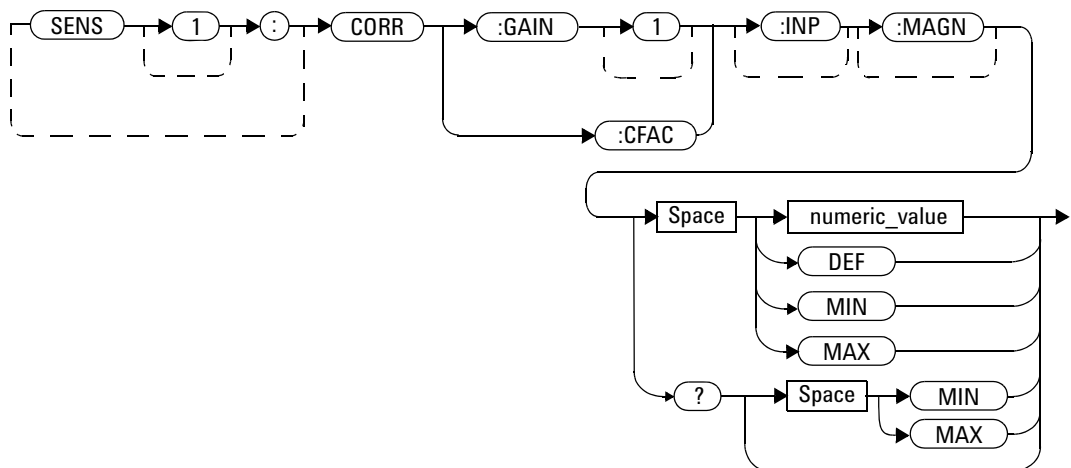 SENS 1 : CORR :GAIN 1 :INP :MAGN
:CFAC
Space numeric_value
DEF
MIN
MAX
? Space MIN
MAX